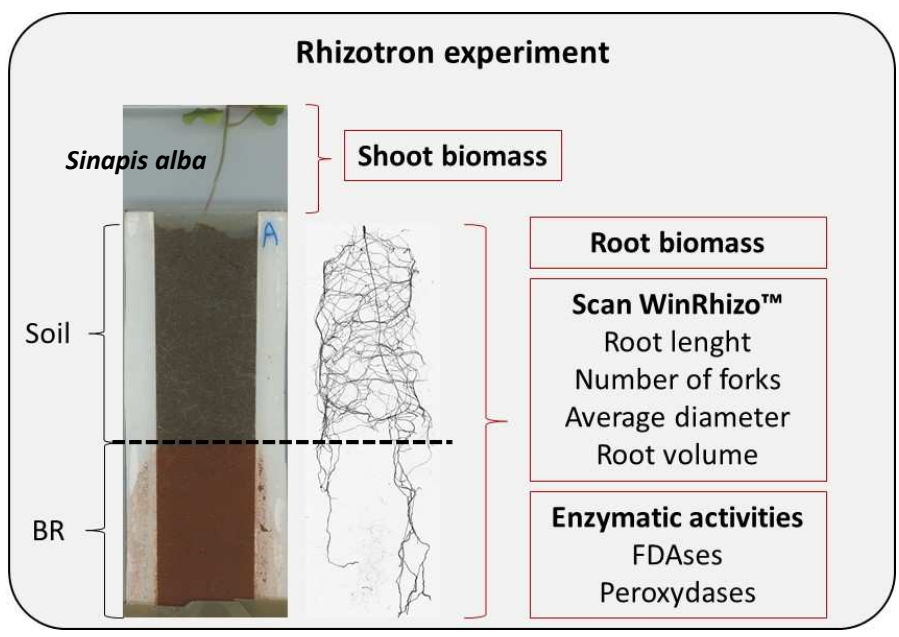 Rhizotron experiment
Sinapis alba
Shoot biomass
A
Soil
BR
Root biomass
Scan WinRhizo™
Root lenght
Number of forks
Average diameter
Root volume
Enzymatic activities
FDAses
Peroxydases